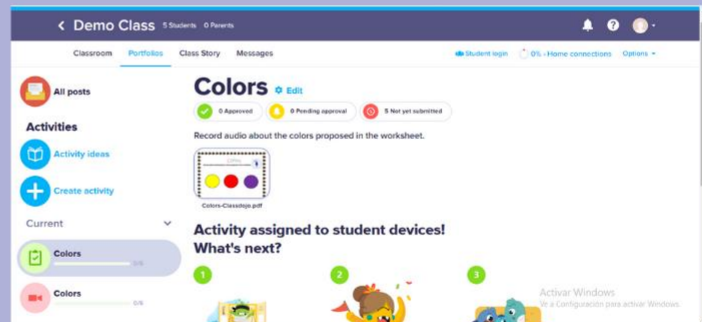 < Demo Class 5 Students 0 Parents
Classroom Portfolios Class Story Messages
Student login 0% - Home connections Options
All posts
Activities
Activity ideas
Create activity
Current
Colors
0/5
Colors
Colors Edit
0 Approved 0 Pending approval 5 Not yet submitted
Record audio about the colors proposed in the worksheet.
Colors-Classdojo.pdf
Activity assigned to student devices!
What's next?
1 2 3
Activar Windows
Ve a Configuración para activar Windows.